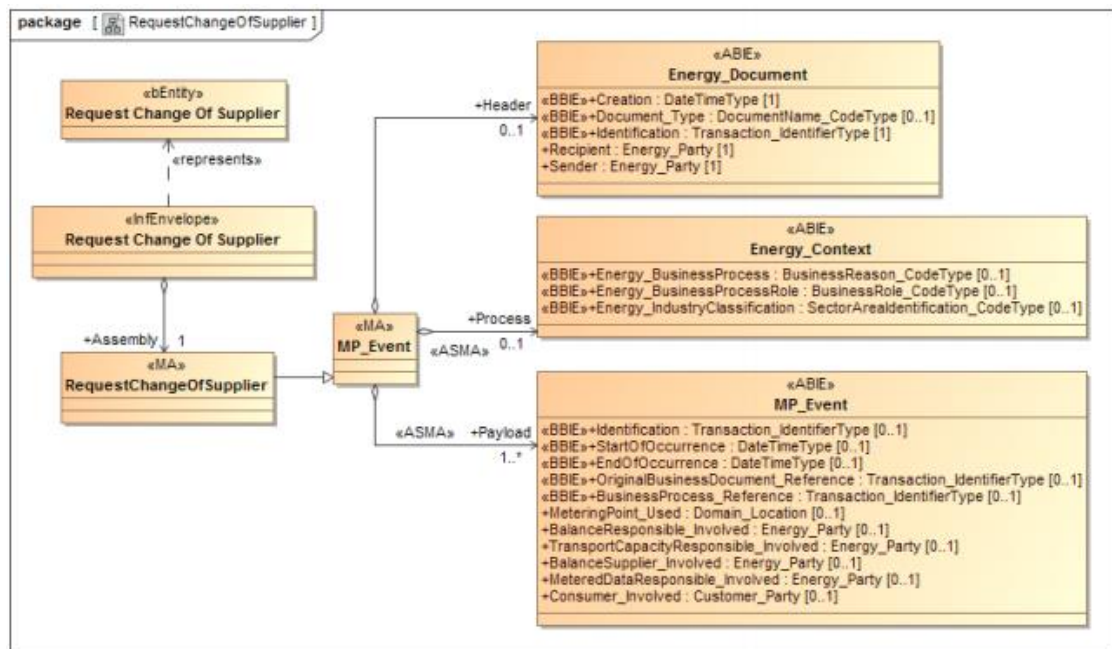 package [ RequestChangeOfSupplier ]
«bEntity»
Request Change Of Supplier
«represents»
«InfEnvelope»
Request Change Of Supplier
+Assembly 1
«MA»
RequestChangeOfSupplier
«MA»
MP_Event
+Header
0..1
+Process
«ASMA» 0..1
«ASMA» +Payload
1..*
«ABIE»
Energy_Document
«BBIE»+Creation : DateTimeType [1]
«BBIE»+Document_Type : DocumentName_CodeType [0..1]
«BBIE»+Identification : Transaction_IdentifierType [1]
+Recipient : Energy_Party [1]
+Sender : Energy_Party [1]
«ABIE»
Energy_Context
«BBIE»+Energy_BusinessProcess : BusinessReason_CodeType [0..1]
«BBIE»+Energy_BusinessProcessRole : BusinessRole_CodeType [0..1]
«BBIE»+Energy_IndustryClassification : SectorAreaIdentification_CodeType [0..1]
«ABIE»
MP_Event
«BBIE»+Identification : Transaction_IdentifierType [0..1]
«BBIE»+StartOfOccurrence : DateTimeType [0..1]
«BBIE»+EndOfOccurrence : DateTimeType [0..1]
«BBIE»+OriginalBusinessDocument_Reference : Transaction_IdentifierType [0..1]
«BBIE»+BusinessProcess_Reference : Transaction_IdentifierType [0..1]
+MeteringPoint_Used : Domain_Location [0..1]
+BalanceResponsible_Involved : Energy_Party [0..1]
+TransportCapacityResponsible_Involved : Energy_Party [0..1]
+BalanceSupplier_Involved : Energy_Party [0..1]
+MeteredDataResponsible_Involved : Energy_Party [0..1]
+Consumer_Involved : Customer_Party [0..1]